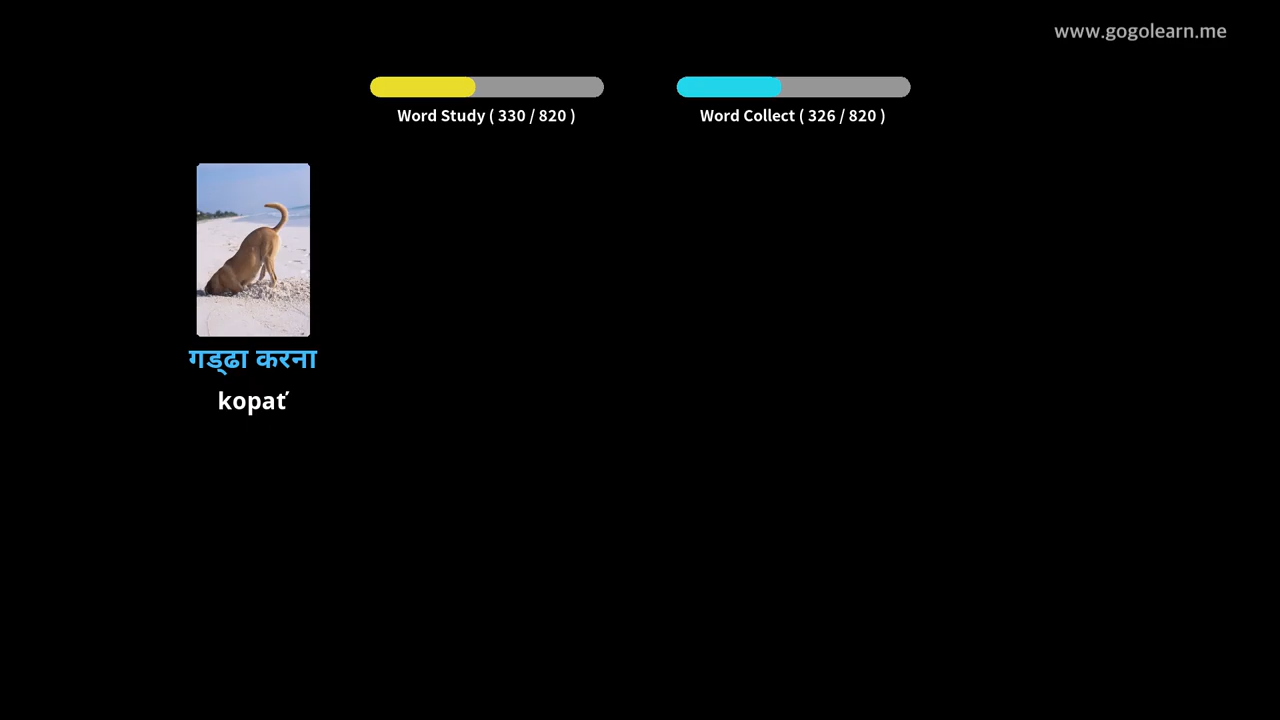 www.gogolearn.me
Word Study ( 330 / 820 )
Word Collect ( 326 / 820 )
गड्ढा करना
kopať